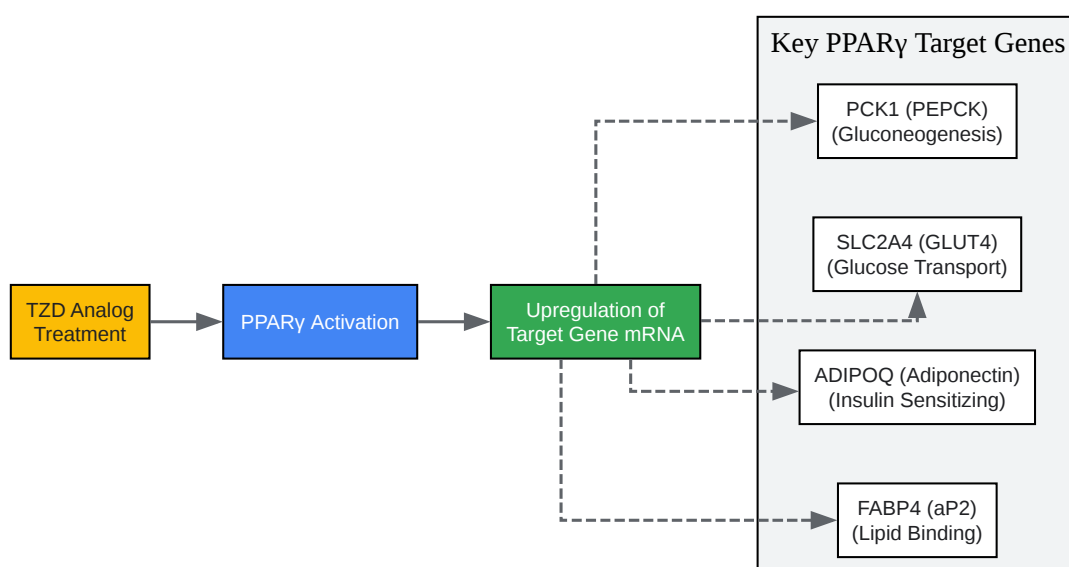 Key PPARγ Target Genes
PCK1 (PEPCK)
(Gluconeogenesis)
SLC2A4 (GLUT4)
(Glucose Transport)
TZD Analog
Treatment
PPARγ Activation
Upregulation of
Target Gene mRNA
ADIPOQ (Adiponectin)
(Insulin Sensitizing)
FABP4 (aP2)
(Lipid Binding)